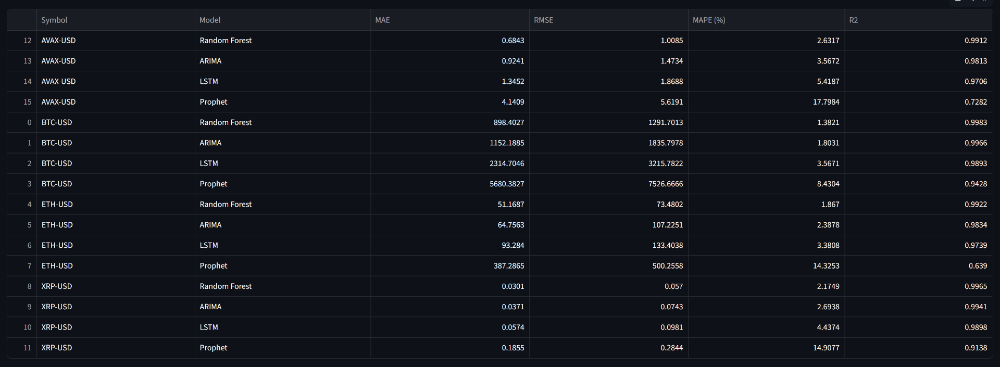 Symbol Model MAE RMSE MAPE (%) R2
12 AVAX-USD Random Forest 0.6843 1.0085 2.6317 0.9912
13 AVAX-USD ARIMA 0.9241 1.4734 3.5672 0.9813
14 AVAX-USD LSTM 1.3452 1.8688 5.4187 0.9706
15 AVAX-USD Prophet 4.1409 5.6191 17.7984 0.7282
0 BTC-USD Random Forest 898.4027 1291.7013 1.3821 0.9983
1 BTC-USD ARIMA 1152.1885 1835.7978 1.8031 0.9966
2 BTC-USD LSTM 2314.7046 3215.7822 3.5671 0.9893
3 BTC-USD Prophet 5680.3827 7526.6666 8.4304 0.9428
4 ETH-USD Random Forest 51.1687 73.4802 1.867 0.9922
5 ETH-USD ARIMA 64.7563 107.2251 2.3878 0.9834
6 ETH-USD LSTM 93.284 133.4038 3.3808 0.9739
7 ETH-USD Prophet 387.2865 500.2558 14.3253 0.639
8 XRP-USD Random Forest 0.0301 0.057 2.1749 0.9965
9 XRP-USD ARIMA 0.0371 0.0743 2.6938 0.9941
10 XRP-USD LSTM 0.0574 0.0981 4.4374 0.9898
11 XRP-USD Prophet 0.1855 0.2844 14.9077 0.9138